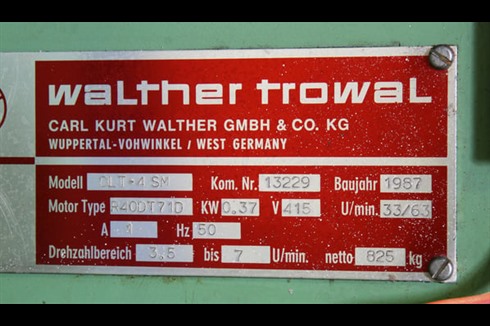 walther trowal
CARL KURT WALTHER GMBH & CO. KG
WUPPERTAL-VOHWINKEL / WEST GERMANY
Modell CLT-4 SM Kom. Nr. 13229 Baujahr 1987
Motor Type R40DT71D KW 0.37 V 415 U/min. 33/63
A Hz 50
Drehzahlbereich 3,5 bis 7 U/min. netto 825 kg